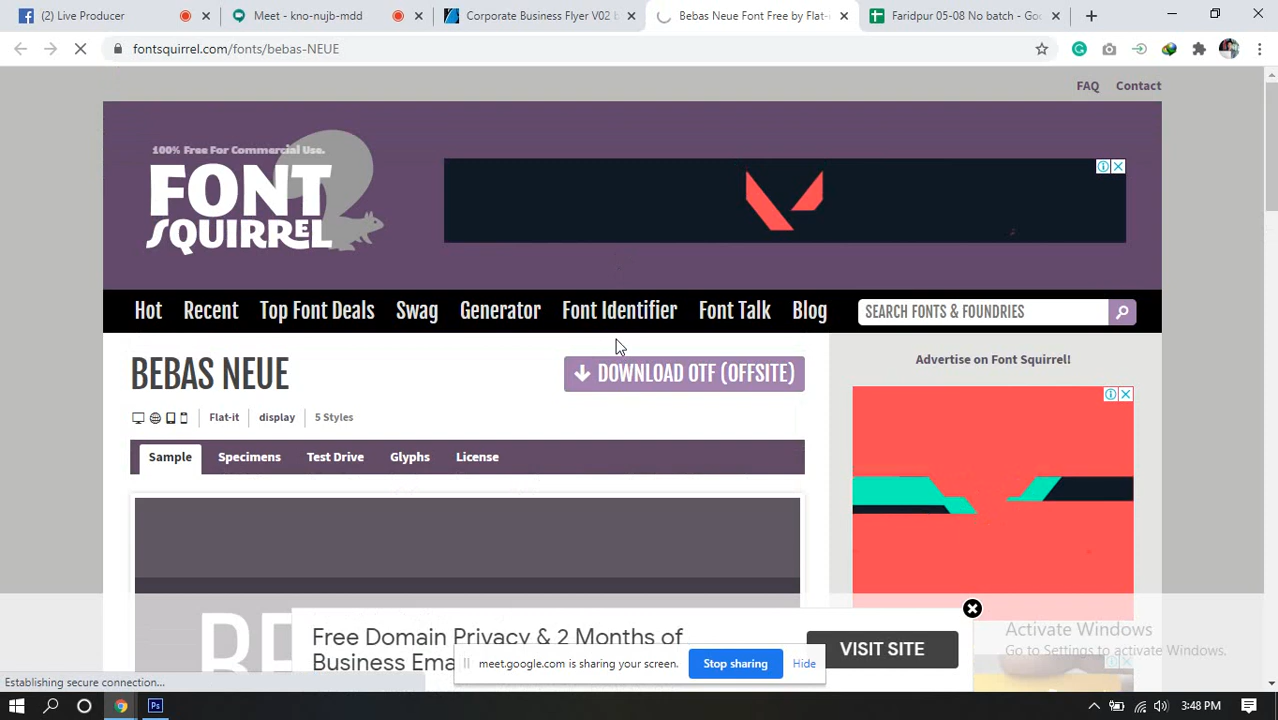 (2) Live Producer
Meet - kno-nujb-mdd
Corporate Business Flyer V02 b
Bebas Neue Font Free by Flat-i
Faridpur 05-08 No batch - Goo
fontsquirrel.com/fonts/bebas-NEUE
FAQ Contact
100% Free For Commercial Use.
FONT
SQUIRREL
Hot Recent Top Font Deals Swag Generator Font Identifier Font Talk Blog SEARCH FONTS & FOUNDRIES
BEBAS NEUE
DOWNLOAD OTF (OFFSITE)
Advertise on Font Squirrel!
Flat-it display 5 Styles
Sample Specimens Test Drive Glyphs License
BE
Free Domain Privacy & 2 Months of
Business Ema
VISIT SITE
meet.google.com is sharing your screen. Stop sharing Hide
Activate Windows
Go to Settings to activate Windows.
Establishing secure connection...
Ps
3:48 PM